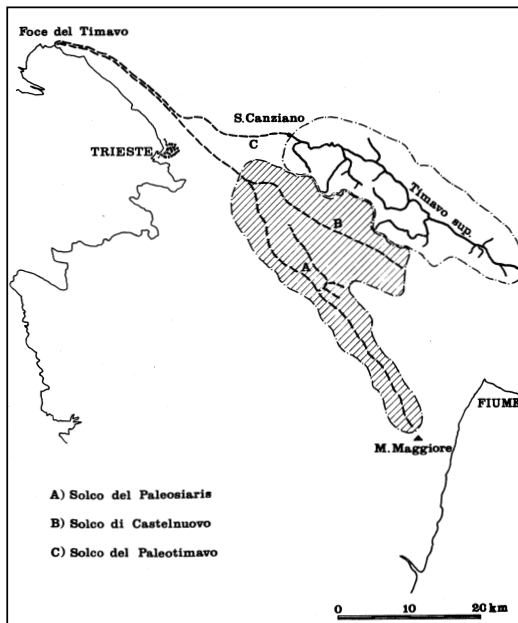 Foce del Timavo
S.Canziano
C
TRIESTE
Timavo sup.
B
A
FIUME
M.Maggiore
A) Solco del Paleosiaris
B) Solco di Castelnuovo
C) Solco del Paleotimavo
0 10 20 km